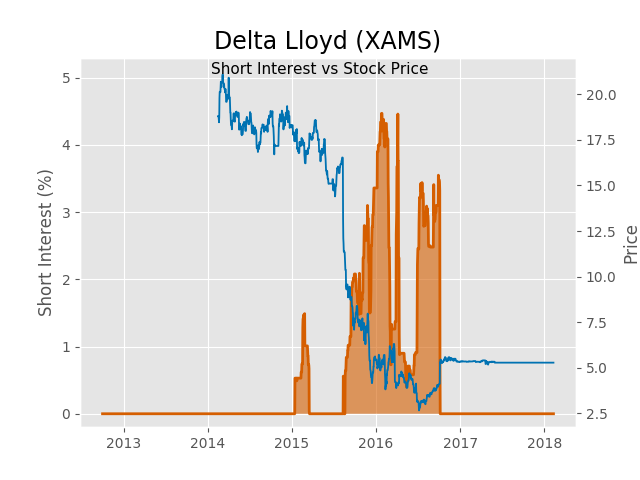 Delta Lloyd (XAMS)
Short Interest vs Stock Price
Short Interest (%)
5
4
3
2
1
0
20.0
17.5
15.0
12.5
10.0
7.5
5.0
2.5
Price
2013 2014 2015 2016 2017 2018